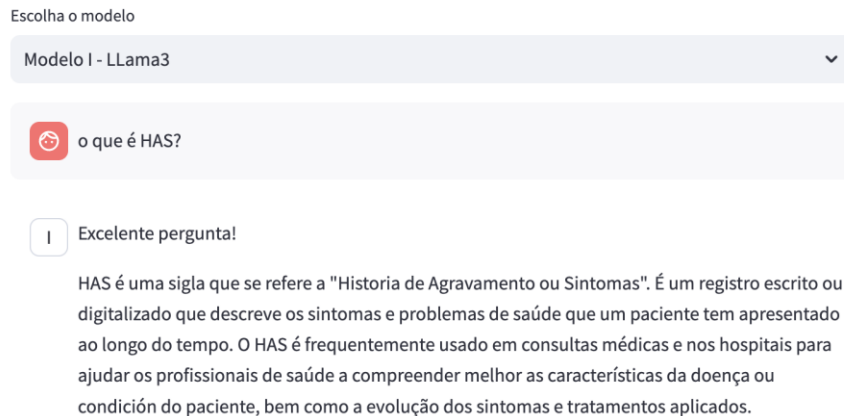 Escolha o modelo
Modelo I - LLama3
o que é HAS?
I
Excelente pergunta!
HAS é uma sigla que se refere a "Historia de Agravamento ou Sintomas". É um registro escrito ou
digitalizado que descreve os sintomas e problemas de saúde que um paciente tem apresentado
ao longo do tempo. O HAS é frequentemente usado em consultas médicas e nos hospitais para
ajudar os profissionais de saúde a compreender melhor as características da doença ou
condición do paciente, bem como a evolução dos sintomas e tratamentos aplicados.